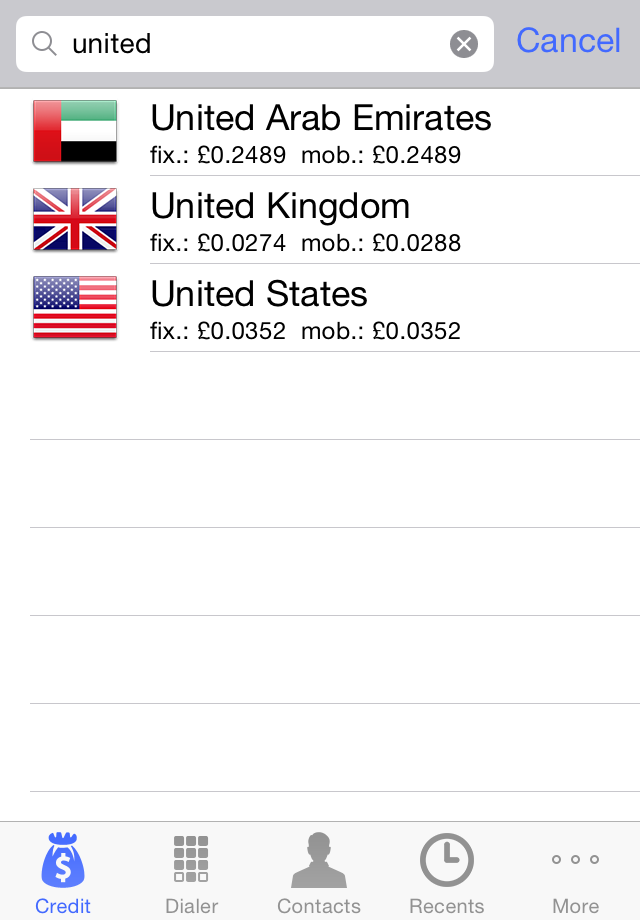 united
Cancel
United Arab Emirates
fix.: £0.2489 mob.: £0.2489
United Kingdom
fix.: £0.0274 mob.: £0.0288
United States
fix.: £0.0352 mob.: £0.0352
$
Credit
Dialer
Contacts
Recents
More